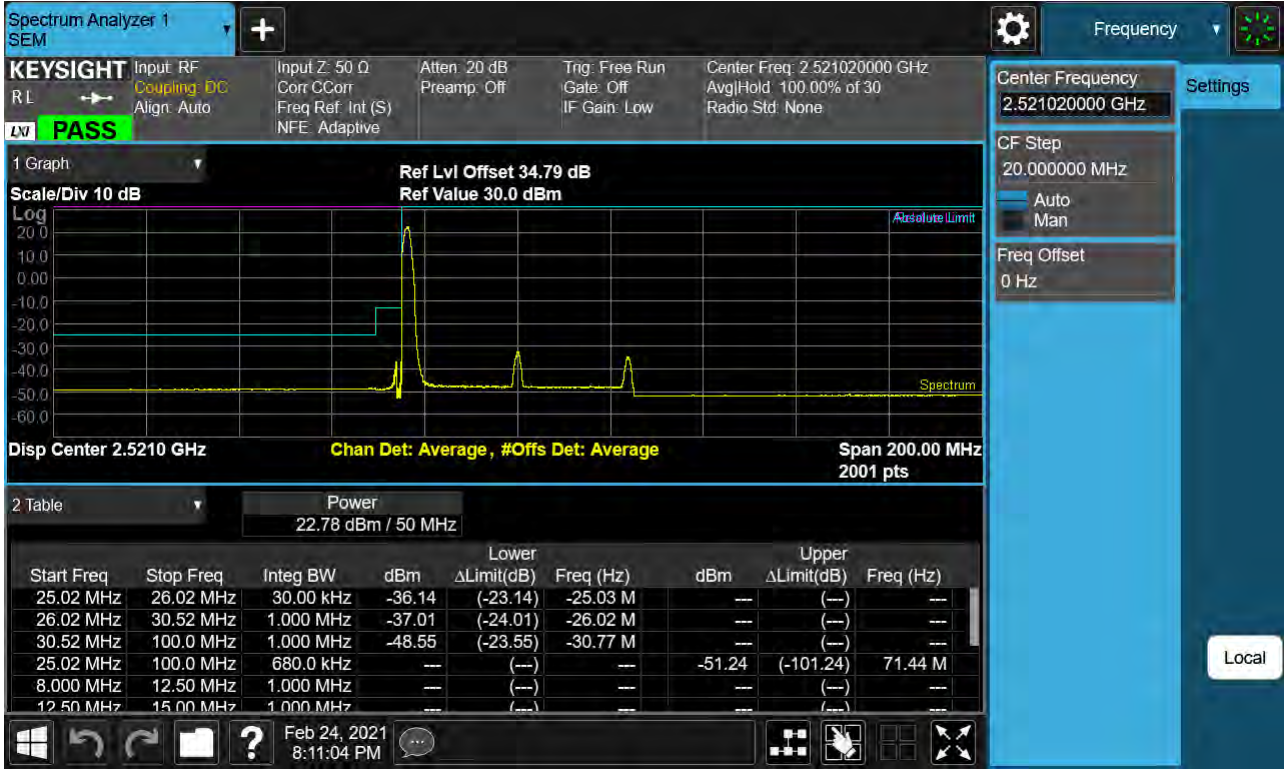 Spectrum Analyzer 1
SEM
Frequency
KEYSIGHT
R L
LXI
PASS
Input: RF
Coupling: DC
Align: Auto
Input Z: 50 Ω
Corr CCorr
Freq Ref: Int (S)
NFE: Adaptive
Atten: 20 dB
Preamp: Off
Trig: Free Run
Gate: Off
IF Gain: Low
Center Freq: 2.521020000 GHz
Avg|Hold: 100.00% of 30
Radio Std: None
Center Frequency
2.521020000 GHz
Settings
CF Step
20.000000 MHz
Auto
Man
Freq Offset
0 Hz
Local
1 Graph
Scale/Div 10 dB
Ref Lvl Offset 34.79 dB
Ref Value 30.0 dBm
Log
20.0
10.0
0.00
-10.0
-20.0
-30.0
-40.0
-50.0
-60.0
Absolute Limit
Spectrum
Disp Center 2.5210 GHz
Chan Det: Average, #Offs Det: Average
Span 200.00 MHz
2001 pts
2 Table
Power
22.78 dBm / 50 MHz
Lower Upper
Start Freq Stop Freq Integ BW dBm ΔLimit(dB) Freq (Hz) dBm ΔLimit(dB) Freq (Hz)
25.02 MHz 26.02 MHz 30.00 kHz -36.14 (-23.14) -25.03 M --- (---) ---
26.02 MHz 30.52 MHz 1.000 MHz -37.01 (-24.01) -26.02 M --- (---) ---
30.52 MHz 100.0 MHz 1.000 MHz -48.55 (-23.55) -30.77 M --- (---) ---
25.02 MHz 100.0 MHz 680.0 kHz --- (---) --- -51.24 (-101.24) 71.44 M
8.000 MHz 12.50 MHz 1.000 MHz --- (---) --- --- (---) ---
12.50 MHz 15.00 MHz 1.000 MHz --- (---) --- --- (---) ---
Feb 24, 2021
8:11:04 PM